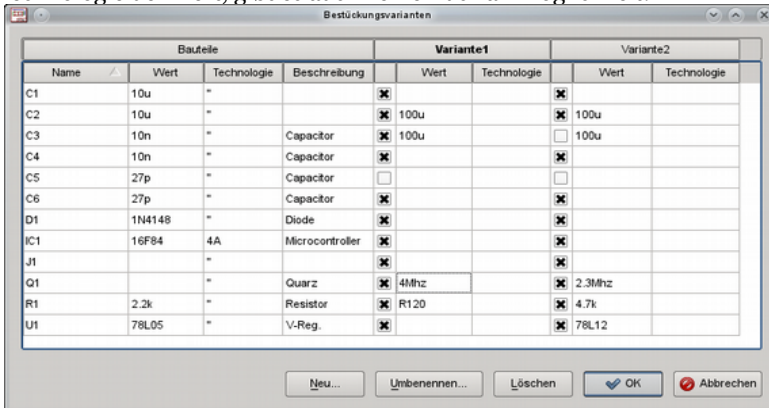 Bestückungsvarianten
Bauteile Variante1 Variante2
Name Wert Technologie Beschreibung Wert Technologie Wert Technologie
C1 10u "
C2 10u " 100u 100u
C3 10n " Capacitor 100u 100u
C4 10n " Capacitor
C5 27p " Capacitor
C6 27p " Capacitor
D1 1N4148 " Diode
IC1 16F84 4A Microcontroller
J1 "
Q1 " Quarz 4Mhz 2.3Mhz
R1 2.2k " Resistor R120 4.7k
U1 78L05 " V-Reg. 78L12
Neu... Umbenennen... Löschen OK Abbrechen